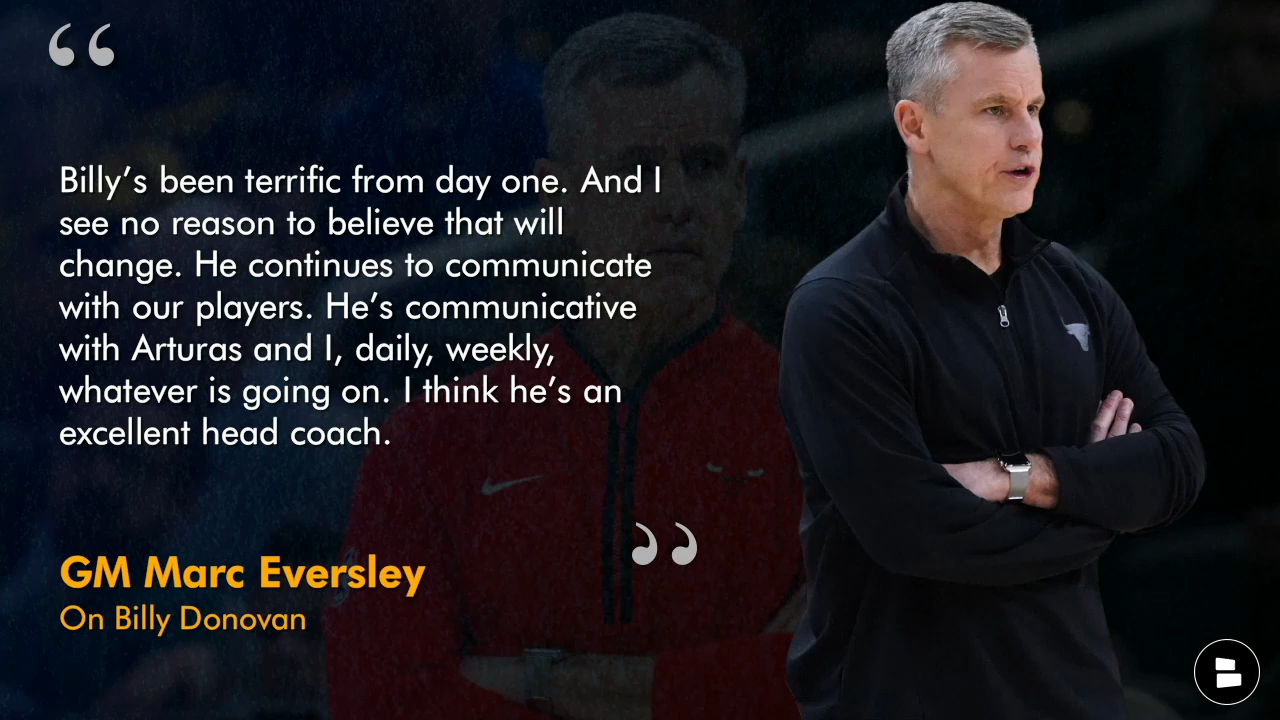 “
Billy’s been terrific from day one. And I
see no reason to believe that will
change. He continues to communicate
with our players. He’s communicative
with Arturas and I, daily, weekly,
whatever is going on. I think he’s an
excellent head coach.
”
GM Marc Eversley
On Billy Donovan